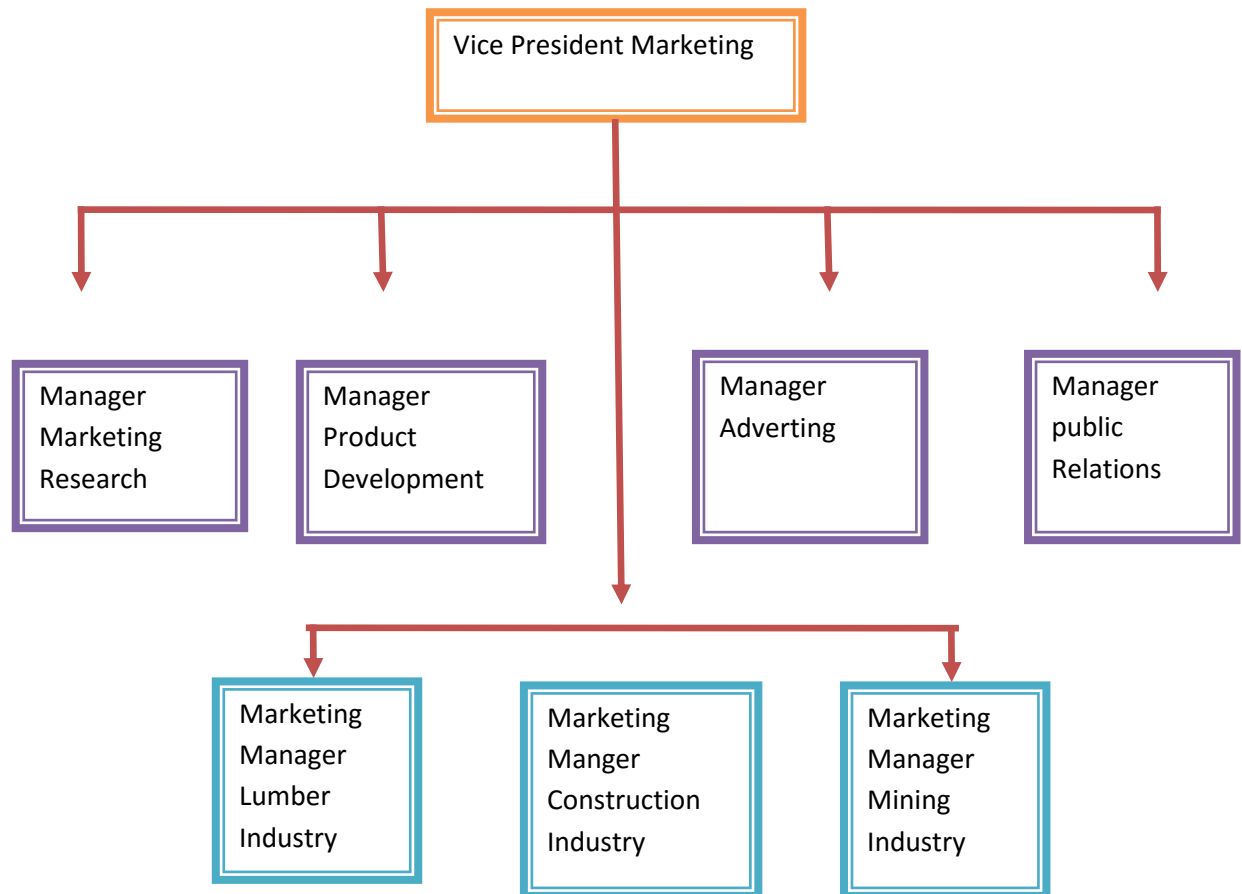 Vice President Marketing
Manager
Marketing
Research
Manager
Product
Development
Manager
Adverting
Manager
public
Relations
Marketing
Manager
Lumber
Industry
Marketing
Manger
Construction
Industry
Marketing
Manager
Mining
Industry